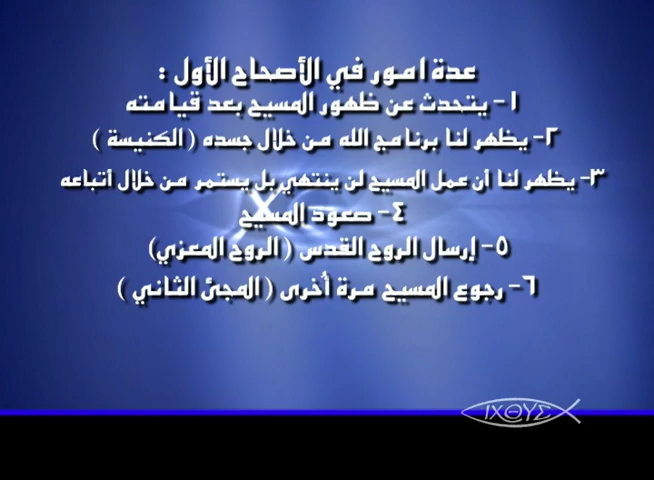 عدة امور في الأصحاح الأول :
١- يتحدث عن ظهور المسيح بعد قيامته
٢- يظهر لنا برنامج الله من خلال جسده ( الكنيسة )
٣- يظهر لنا أن عمل المسيح لن ينتهي بل يستمر من خلال أتباعه
٤- صعود المسيح
٥- إرسال الروح القدس ( الروح المعزي)
٦- رجوع المسيح مرة أُخرى ( المجئ الثاني )
ΙΧΘΥΣ